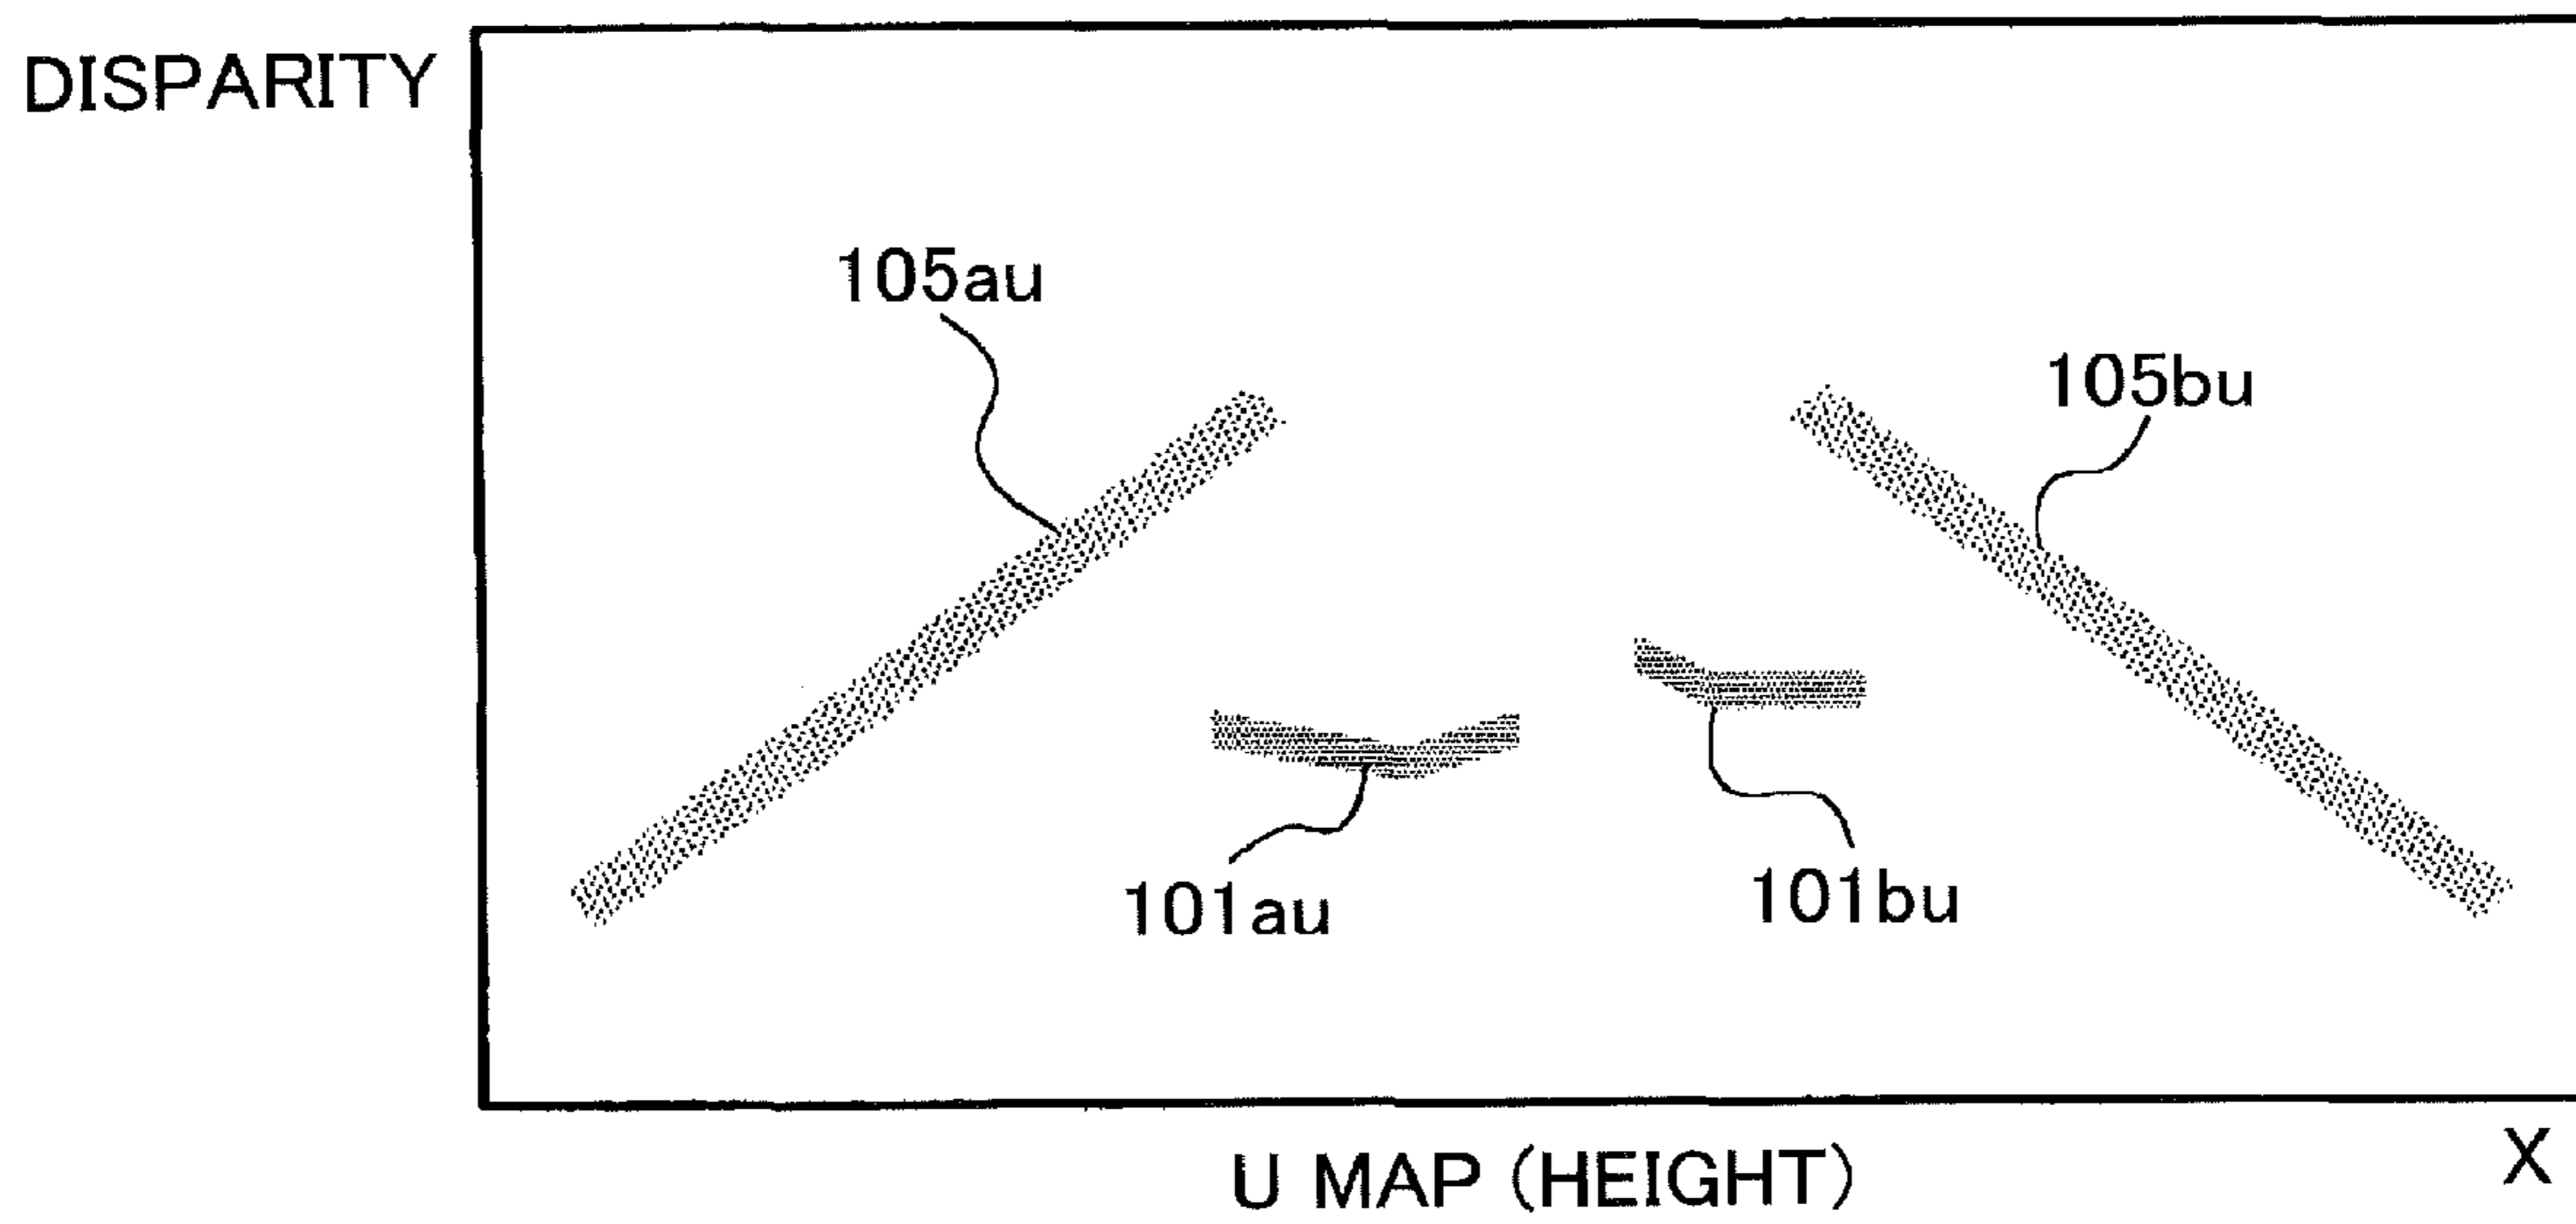 DISPARITY
105au
105bu
101au
101bu
U MAP (HEIGHT)
X